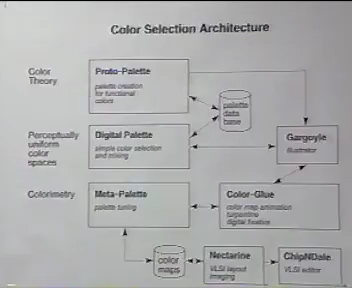 Color Selection Architecture
Color
Theory
Proto-Palette
palette creation
for functional
colors
palette
data
base
Perceptually
uniform
color
spaces
Digital Palette
simple color selection
and mixing
Gargoyle
illustrator
Colorimetry
Meta-Palette
palette tuning
Color-Glue
color map animation
turpentine
digital fixative
color
maps
Nectarine
VLSI layout
imaging
ChipNDale
VLSI editor